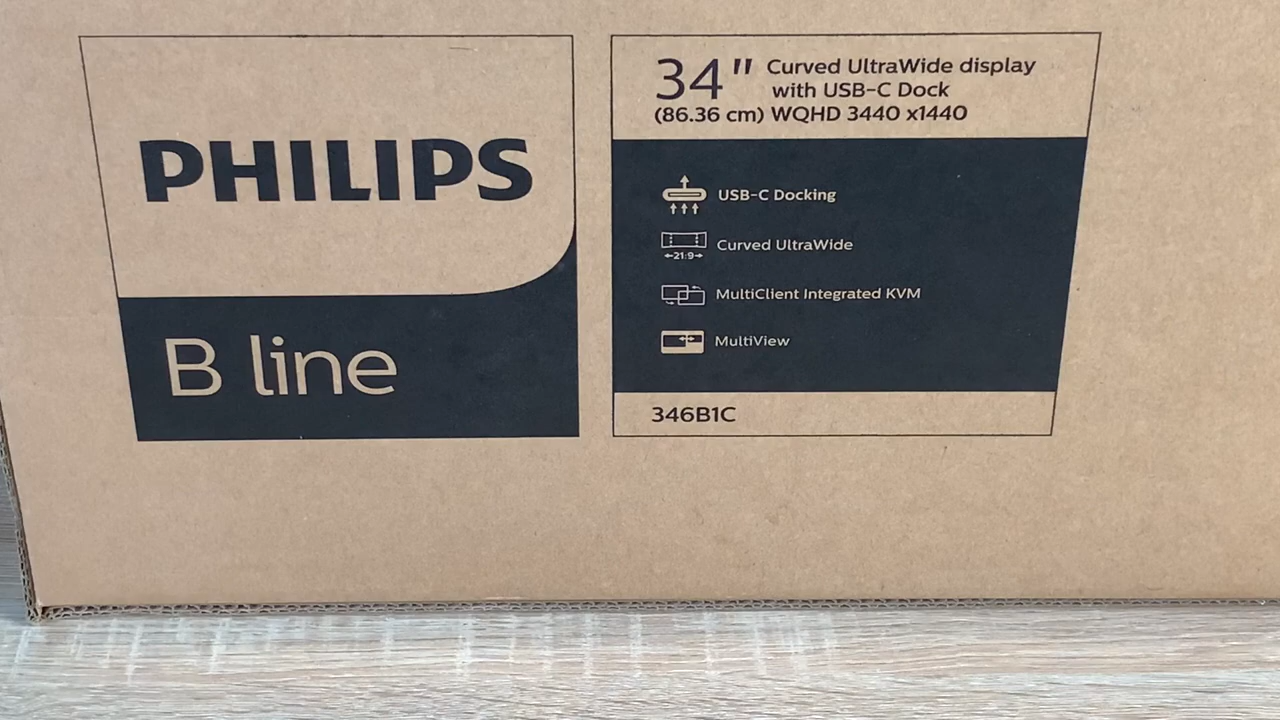 PHILIPS
B line
34" Curved UltraWide display
with USB-C Dock
(86.36 cm) WQHD 3440 x1440
USB-C Docking
21:9
Curved UltraWide
MultiClient Integrated KVM
MultiView
346B1C